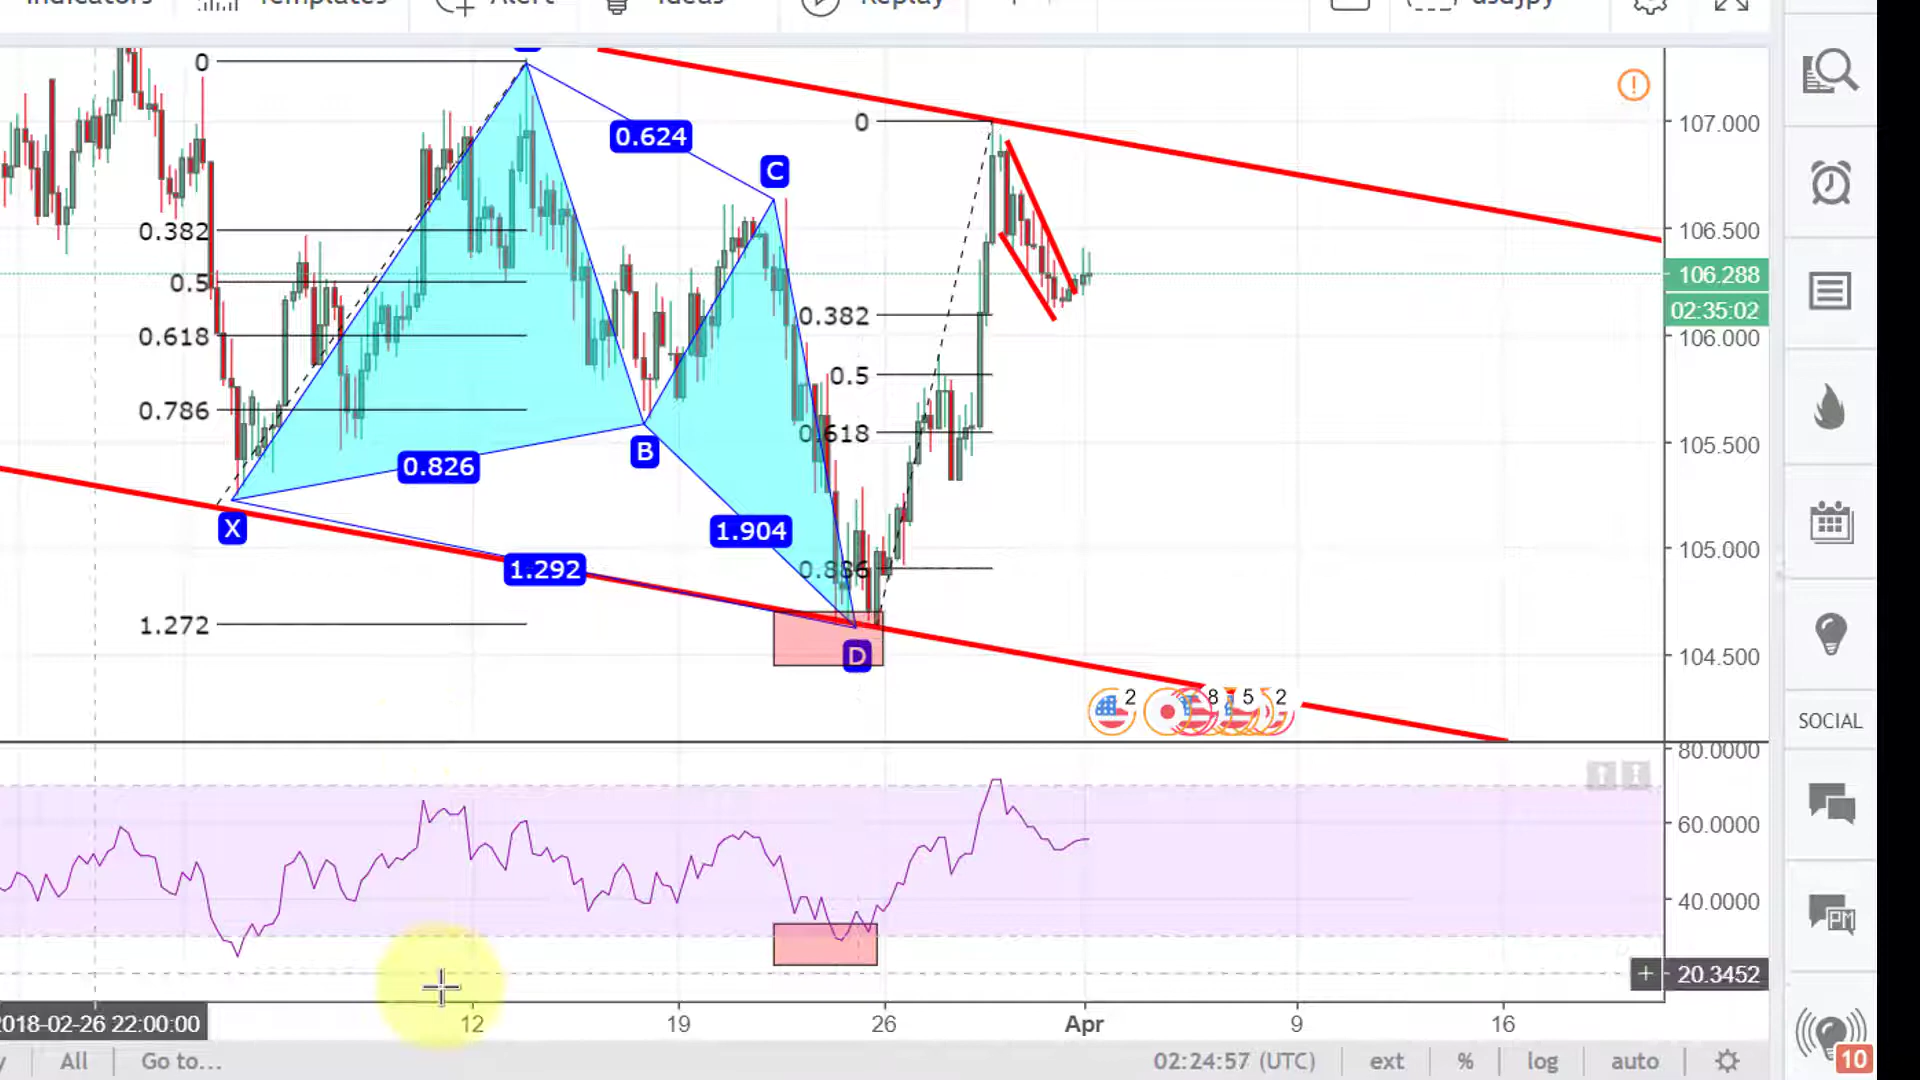 Indicators Templates Alert Ideas Replay usdjpy
0
0.624
C
0
107.000
0.382
106.500
0.5
106.288
02:35:02
0.382
0.618
106.000
0.5
0.786
0.618
105.500
B
0.826
X
1.904
105.000
1.292
0.886
1.272
D
104.500
2 8 5 2
SOCIAL
80.0000
60.0000
40.0000
PM
+ 20.3452
2018-02-26 22:00:00 12 19 26 Apr 9 16
y All Go to... 02:24:57 (UTC) ext % log auto
10